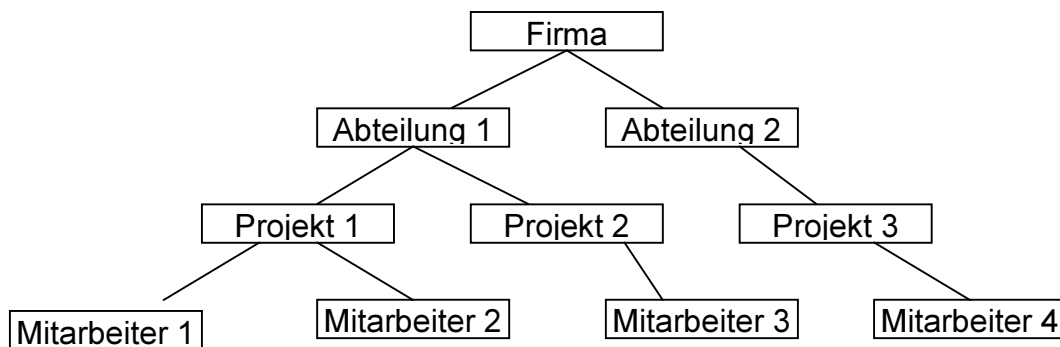 Firma
Abteilung 1
Abteilung 2
Projekt 1
Projekt 2
Projekt 3
Mitarbeiter 1
Mitarbeiter 2
Mitarbeiter 3
Mitarbeiter 4